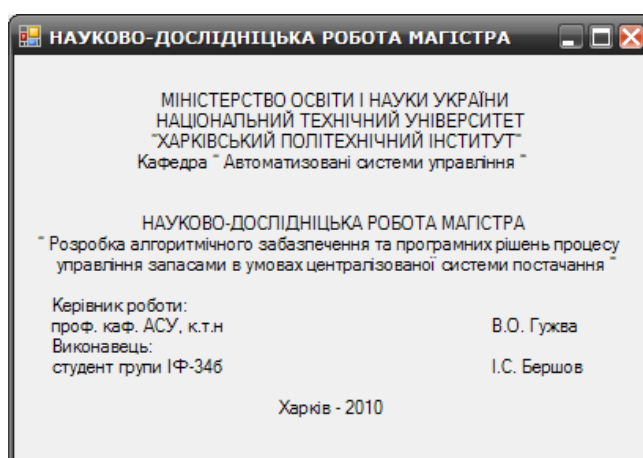 НАУКОВО-ДОСЛІДНІЦЬКА РОБОТА МАГІСТРА
МІНІСТЕРСТВО ОСВІТИ І НАУКИ УКРАЇНИ
НАЦІОНАЛЬНИЙ ТЕХНІЧНИЙ УНІВЕРСИТЕТ
"ХАРКІВСЬКИЙ ПОЛІТЕХНІЧНИЙ ІНСТИТУТ"
Кафедра " Автоматизовані системи управління "
НАУКОВО-ДОСЛІДНІЦЬКА РОБОТА МАГІСТРА
" Розробка алгоритмічного забазпечення та програмних рішень процесу
управління запасами в умовах централізованої системи постачання "
Керівник роботи:
проф. каф. АСУ, к.т.н В.О. Гужва
Виконавець:
студент групи ІФ-34б І.С. Бершов
Харків - 2010